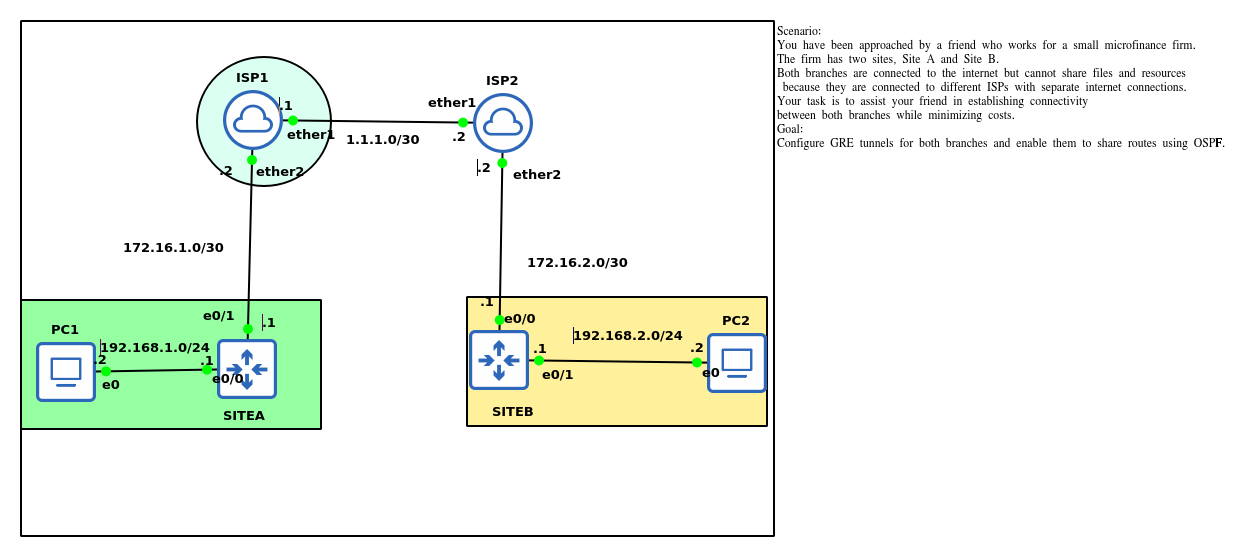 Scenario:
You have been approached by a friend who works for a small microfinance firm.
The firm has two sites, Site A and Site B.
Both branches are connected to the internet but cannot share files and resources
because they are connected to different ISPs with separate internet connections.
Your task is to assist your friend in establishing connectivity
between both branches while minimizing costs.
Goal:
Configure GRE tunnels for both branches and enable them to share routes using OSPF.
ISP1
ISP2
.1
ether1
ether1
1.1.1.0/30
.2
.2
ether2
.2
ether2
172.16.1.0/30
172.16.2.0/30
e0/1
.1
.1
e0/0
PC1
192.168.1.0/24
.2
.1
e0
e0/0
SITEA
192.168.2.0/24
PC2
.1
.2
e0/1
e0
SITEB